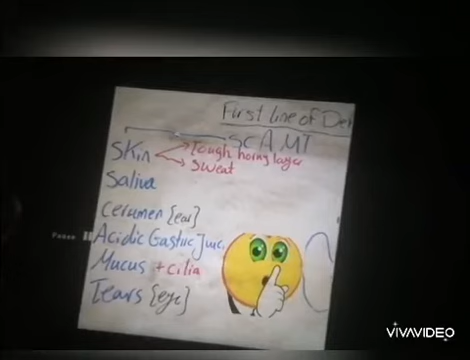 First line of De
SCAMT
Skin
Tough horny layer
Sweat
Saliva
Cerumen {ear}
Acidic Gastric Juic.
Pause
Mucus + cilia
Tears {eye}
VIVAVIDEO